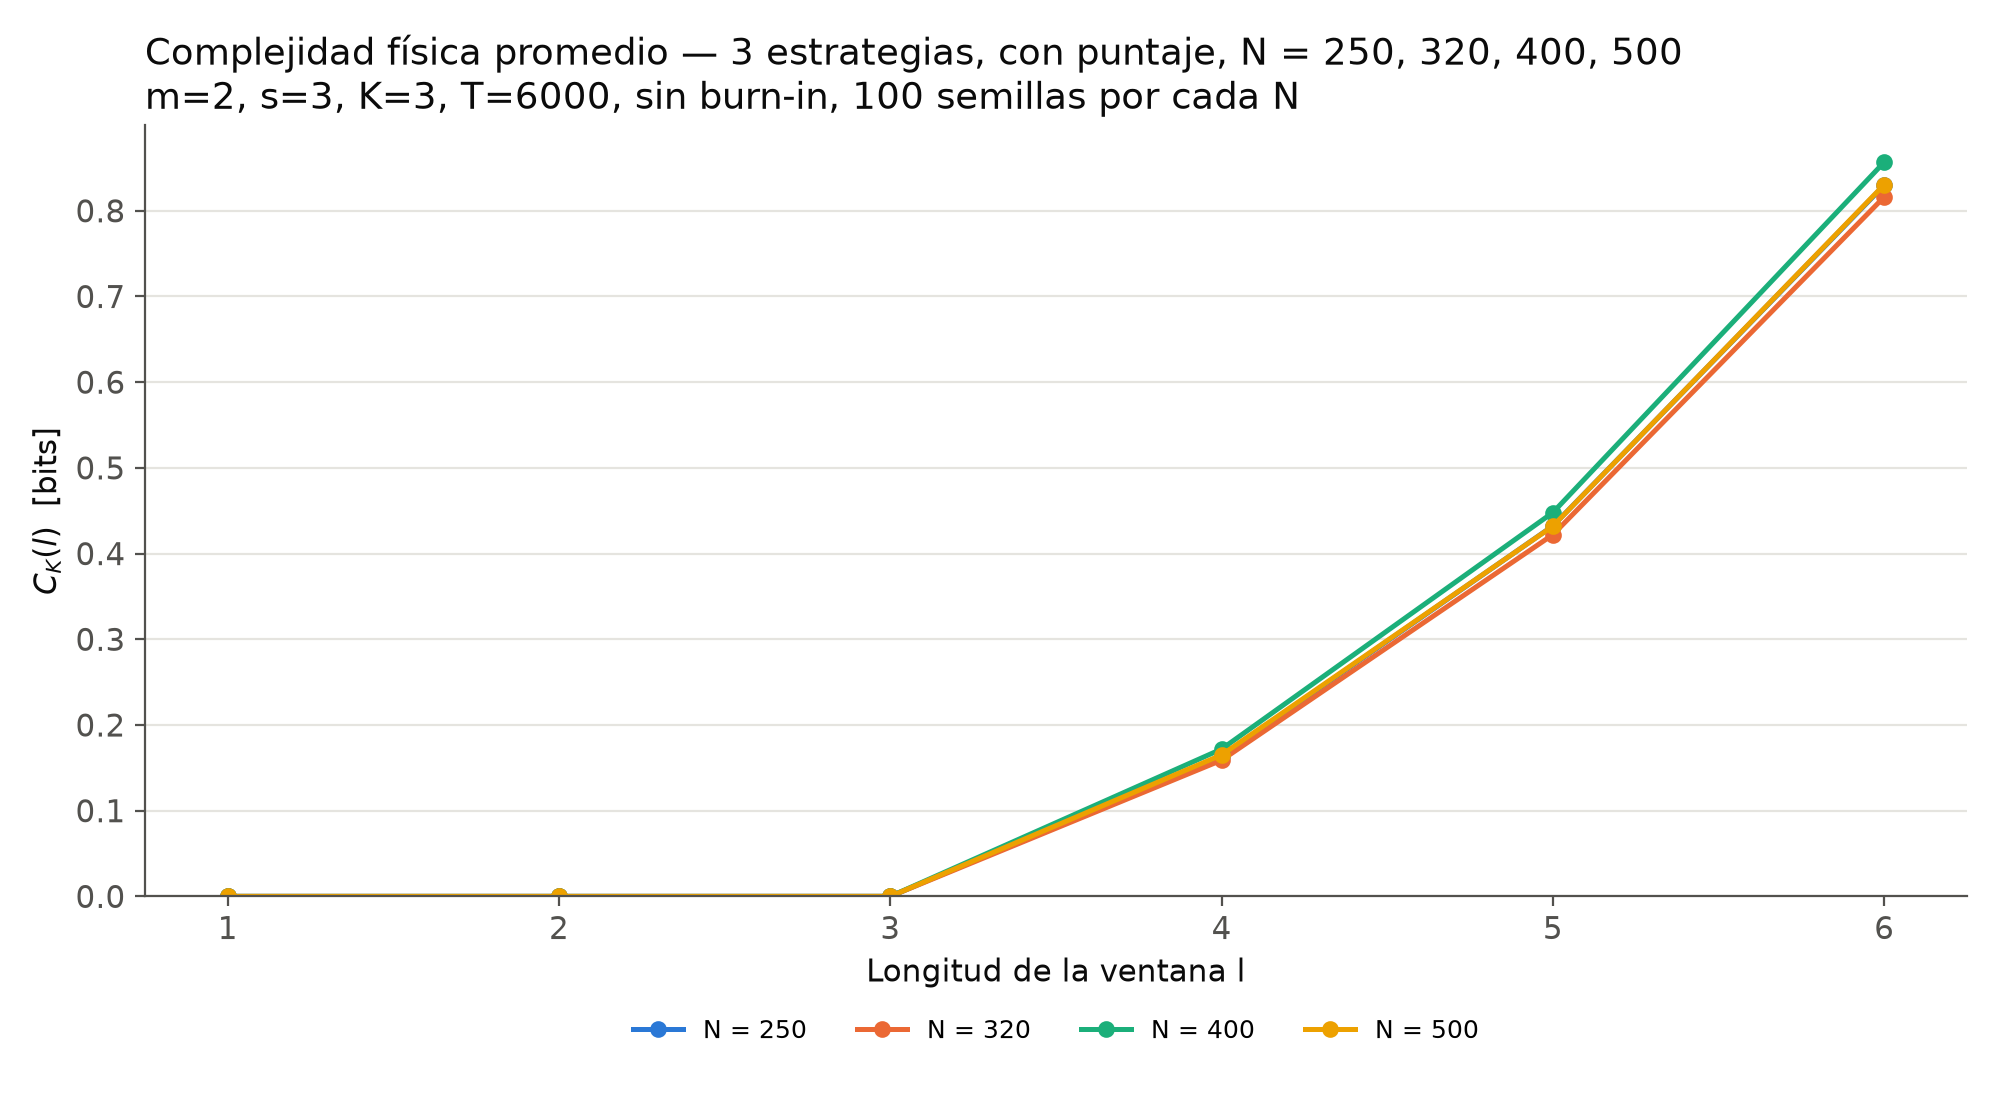 Complejidad física promedio — 3 estrategias, con puntaje, N = 250, 320, 400, 500
m=2, s=3, K=3, T=6000, sin burn-in, 100 semillas por cada N
C_K(l) [bits]
0.8
0.7
0.6
0.5
0.4
0.3
0.2
0.1
0.0
1 2 3 4 5 6
Longitud de la ventana l
N = 250 N = 320 N = 400 N = 500